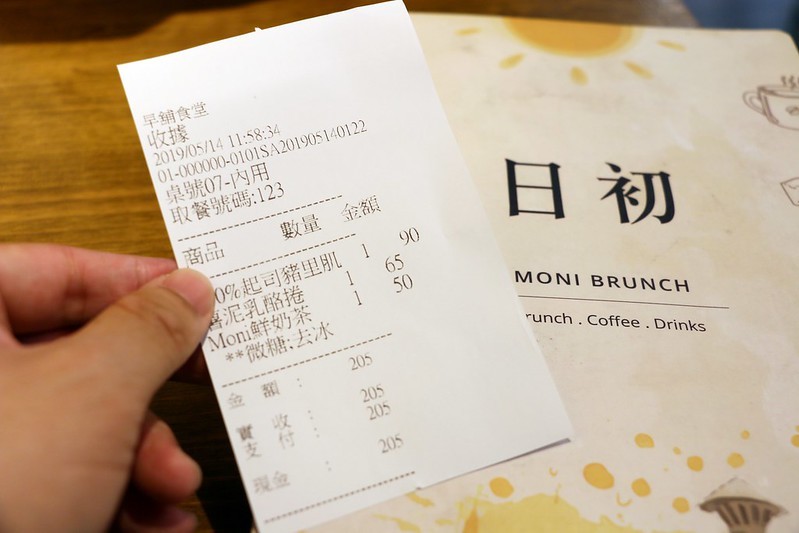 早舖食堂
收據
2019/05/14 11:58:34
01-000000-0101SA201905140122
桌號07-內用
取餐號碼:123
商品 數量 金額
0%起司豬里肌 1 90
薯泥乳酪捲 1 65
Moni鮮奶茶 1 50
**微糖:去冰
金 額 : 205
實 收 : 205
支 付 : 205
現金 : 205
日初
MONI BRUNCH
runch . Coffee . Drinks